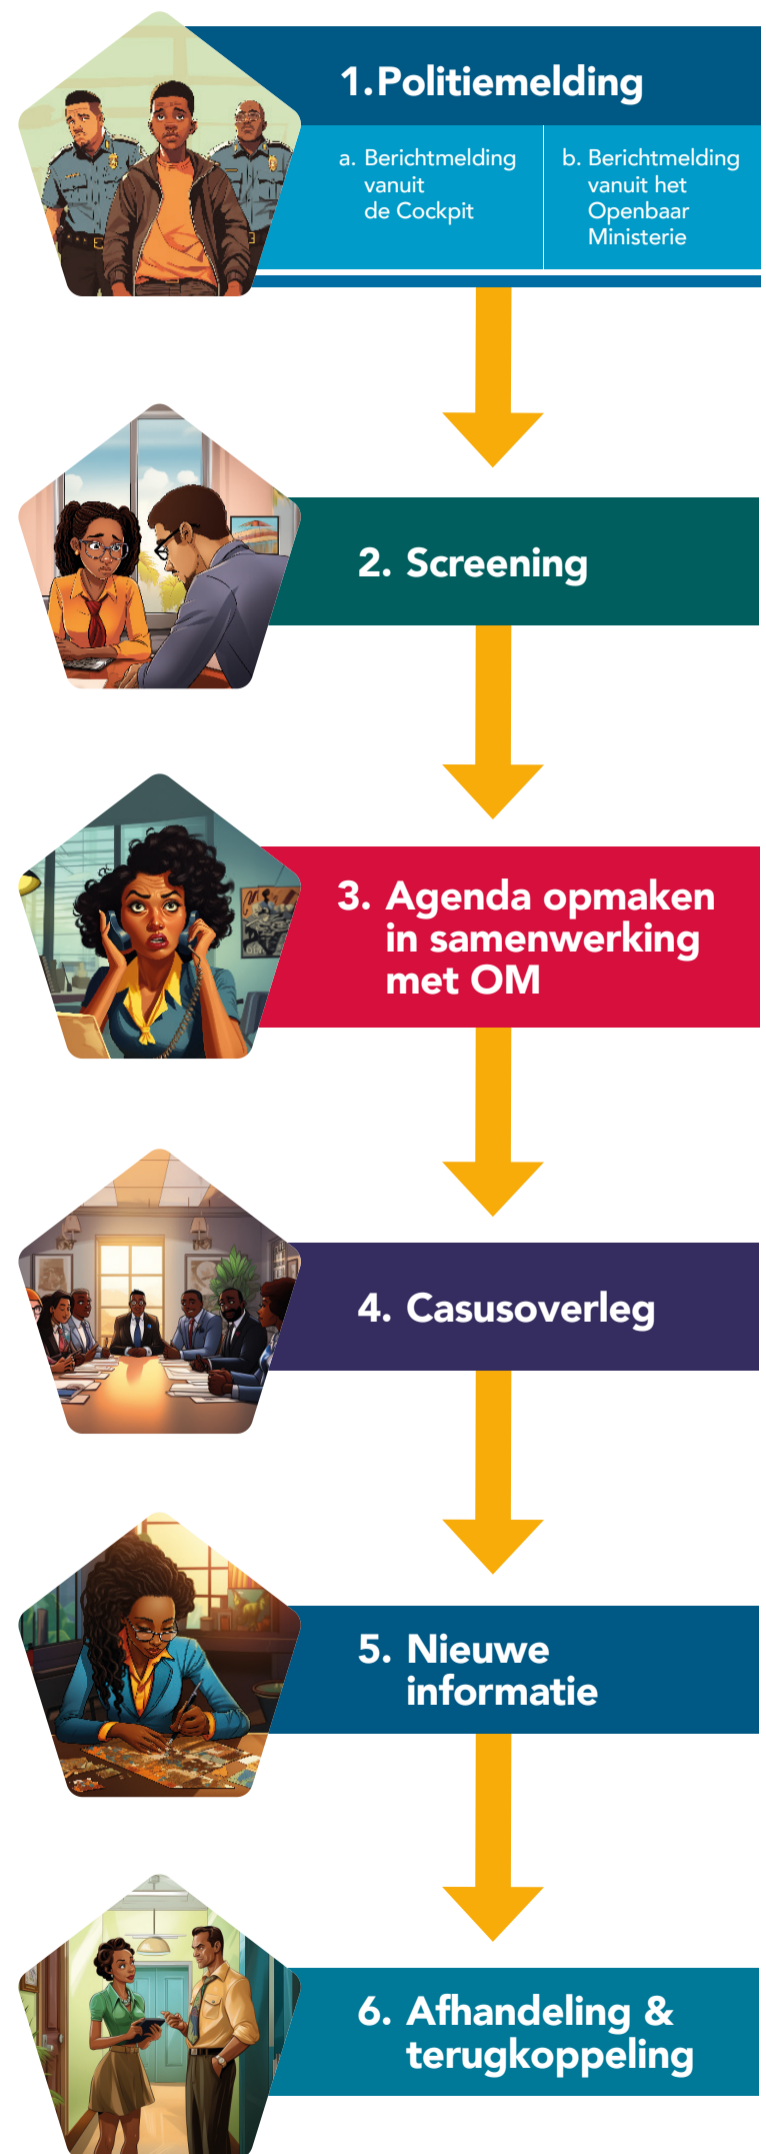 1.Politiemelding
a. Berichtmelding
vanuit
de Cockpit
b. Berichtmelding
vanuit het
Openbaar
Ministerie
2. Screening
3. Agenda opmaken
in samenwerking
met OM
4. Casusoverleg
5. Nieuwe
informatie
6. Afhandeling &
terugkoppeling